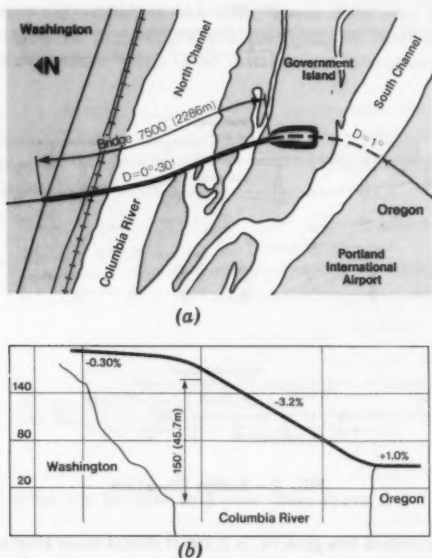 Washington
N
North Channel
Government
Island
South Channel
Bridge 7500 (2286m)
D=1°
D=0°-30'
Columbia River
Oregon
Portland
International
Airport
(a)
-0.30%
140
-3.2%
150' (45.7m)
80
+1.0%
Washington
20
Oregon
Columbia River
(b)